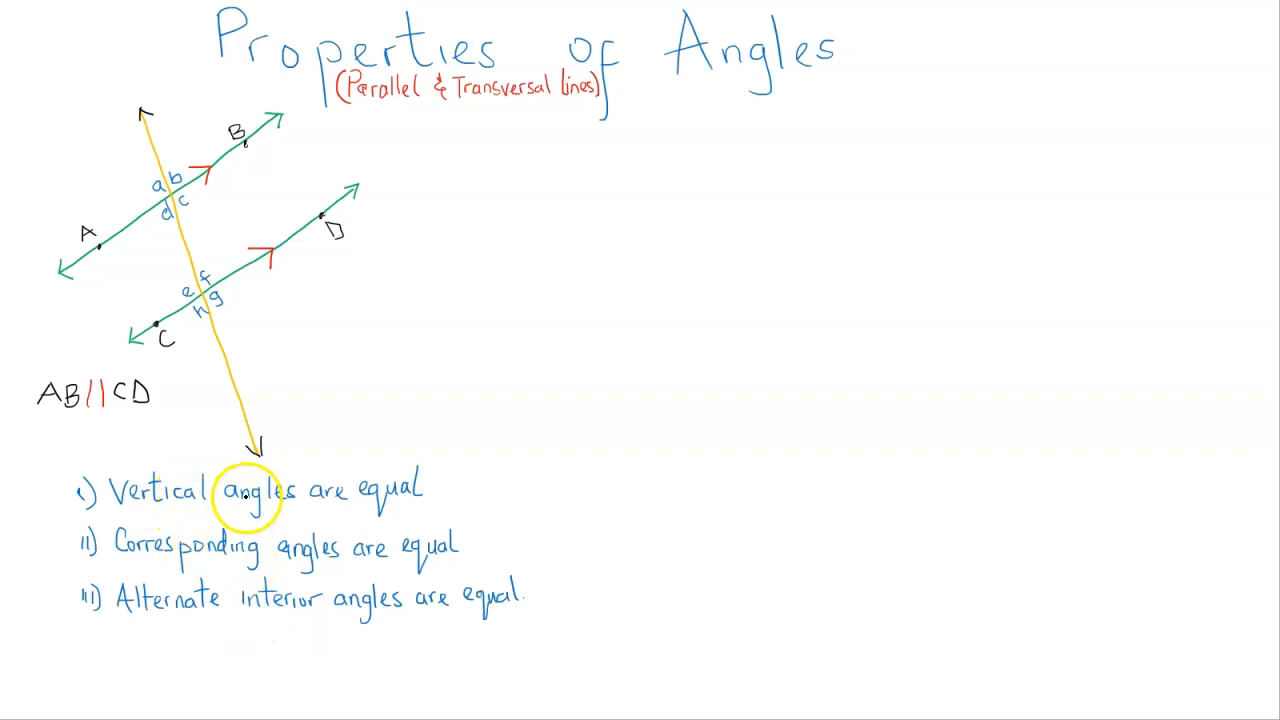 Properties of Angles
(Parallel & Transversal lines)
B
a b
d c
A
D
f
e g
h
C
AB//CD
i) Vertical angles are equal
ii) Corresponding angles are equal
iii) Alternate interior angles are equal.